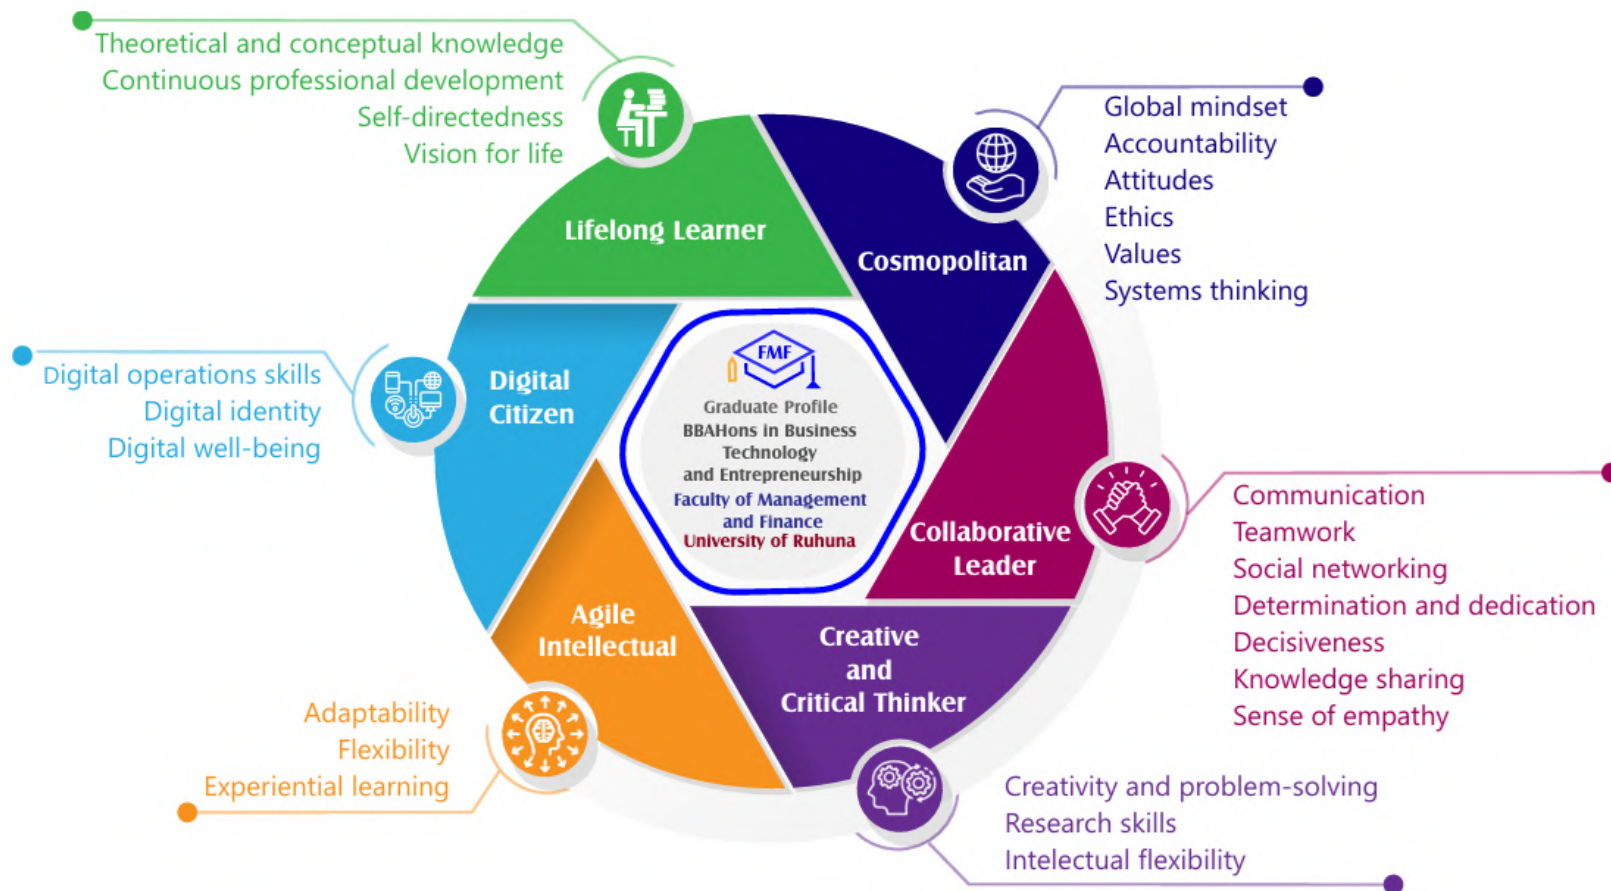 Theoretical and conceptual knowledge
Continuous professional development
Self-directedness
Vision for life
Lifelong Learner
Global mindset
Accountability
Attitudes
Ethics
Values
Systems thinking
Cosmopolitan
Digital operations skills
Digital identity
Digital well-being
Digital
Citizen
FMF
Graduate Profile
BBAHons in Business
Technology
and Entrepreneurship
Faculty of Management
and Finance
University of Ruhuna
Collaborative
Leader
Communication
Teamwork
Social networking
Determination and dedication
Decisiveness
Knowledge sharing
Sense of empathy
Agile
Intellectual
Adaptability
Flexibility
Experiential learning
Creative
and
Critical Thinker
Creativity and problem-solving
Research skills
Intelectual flexibility